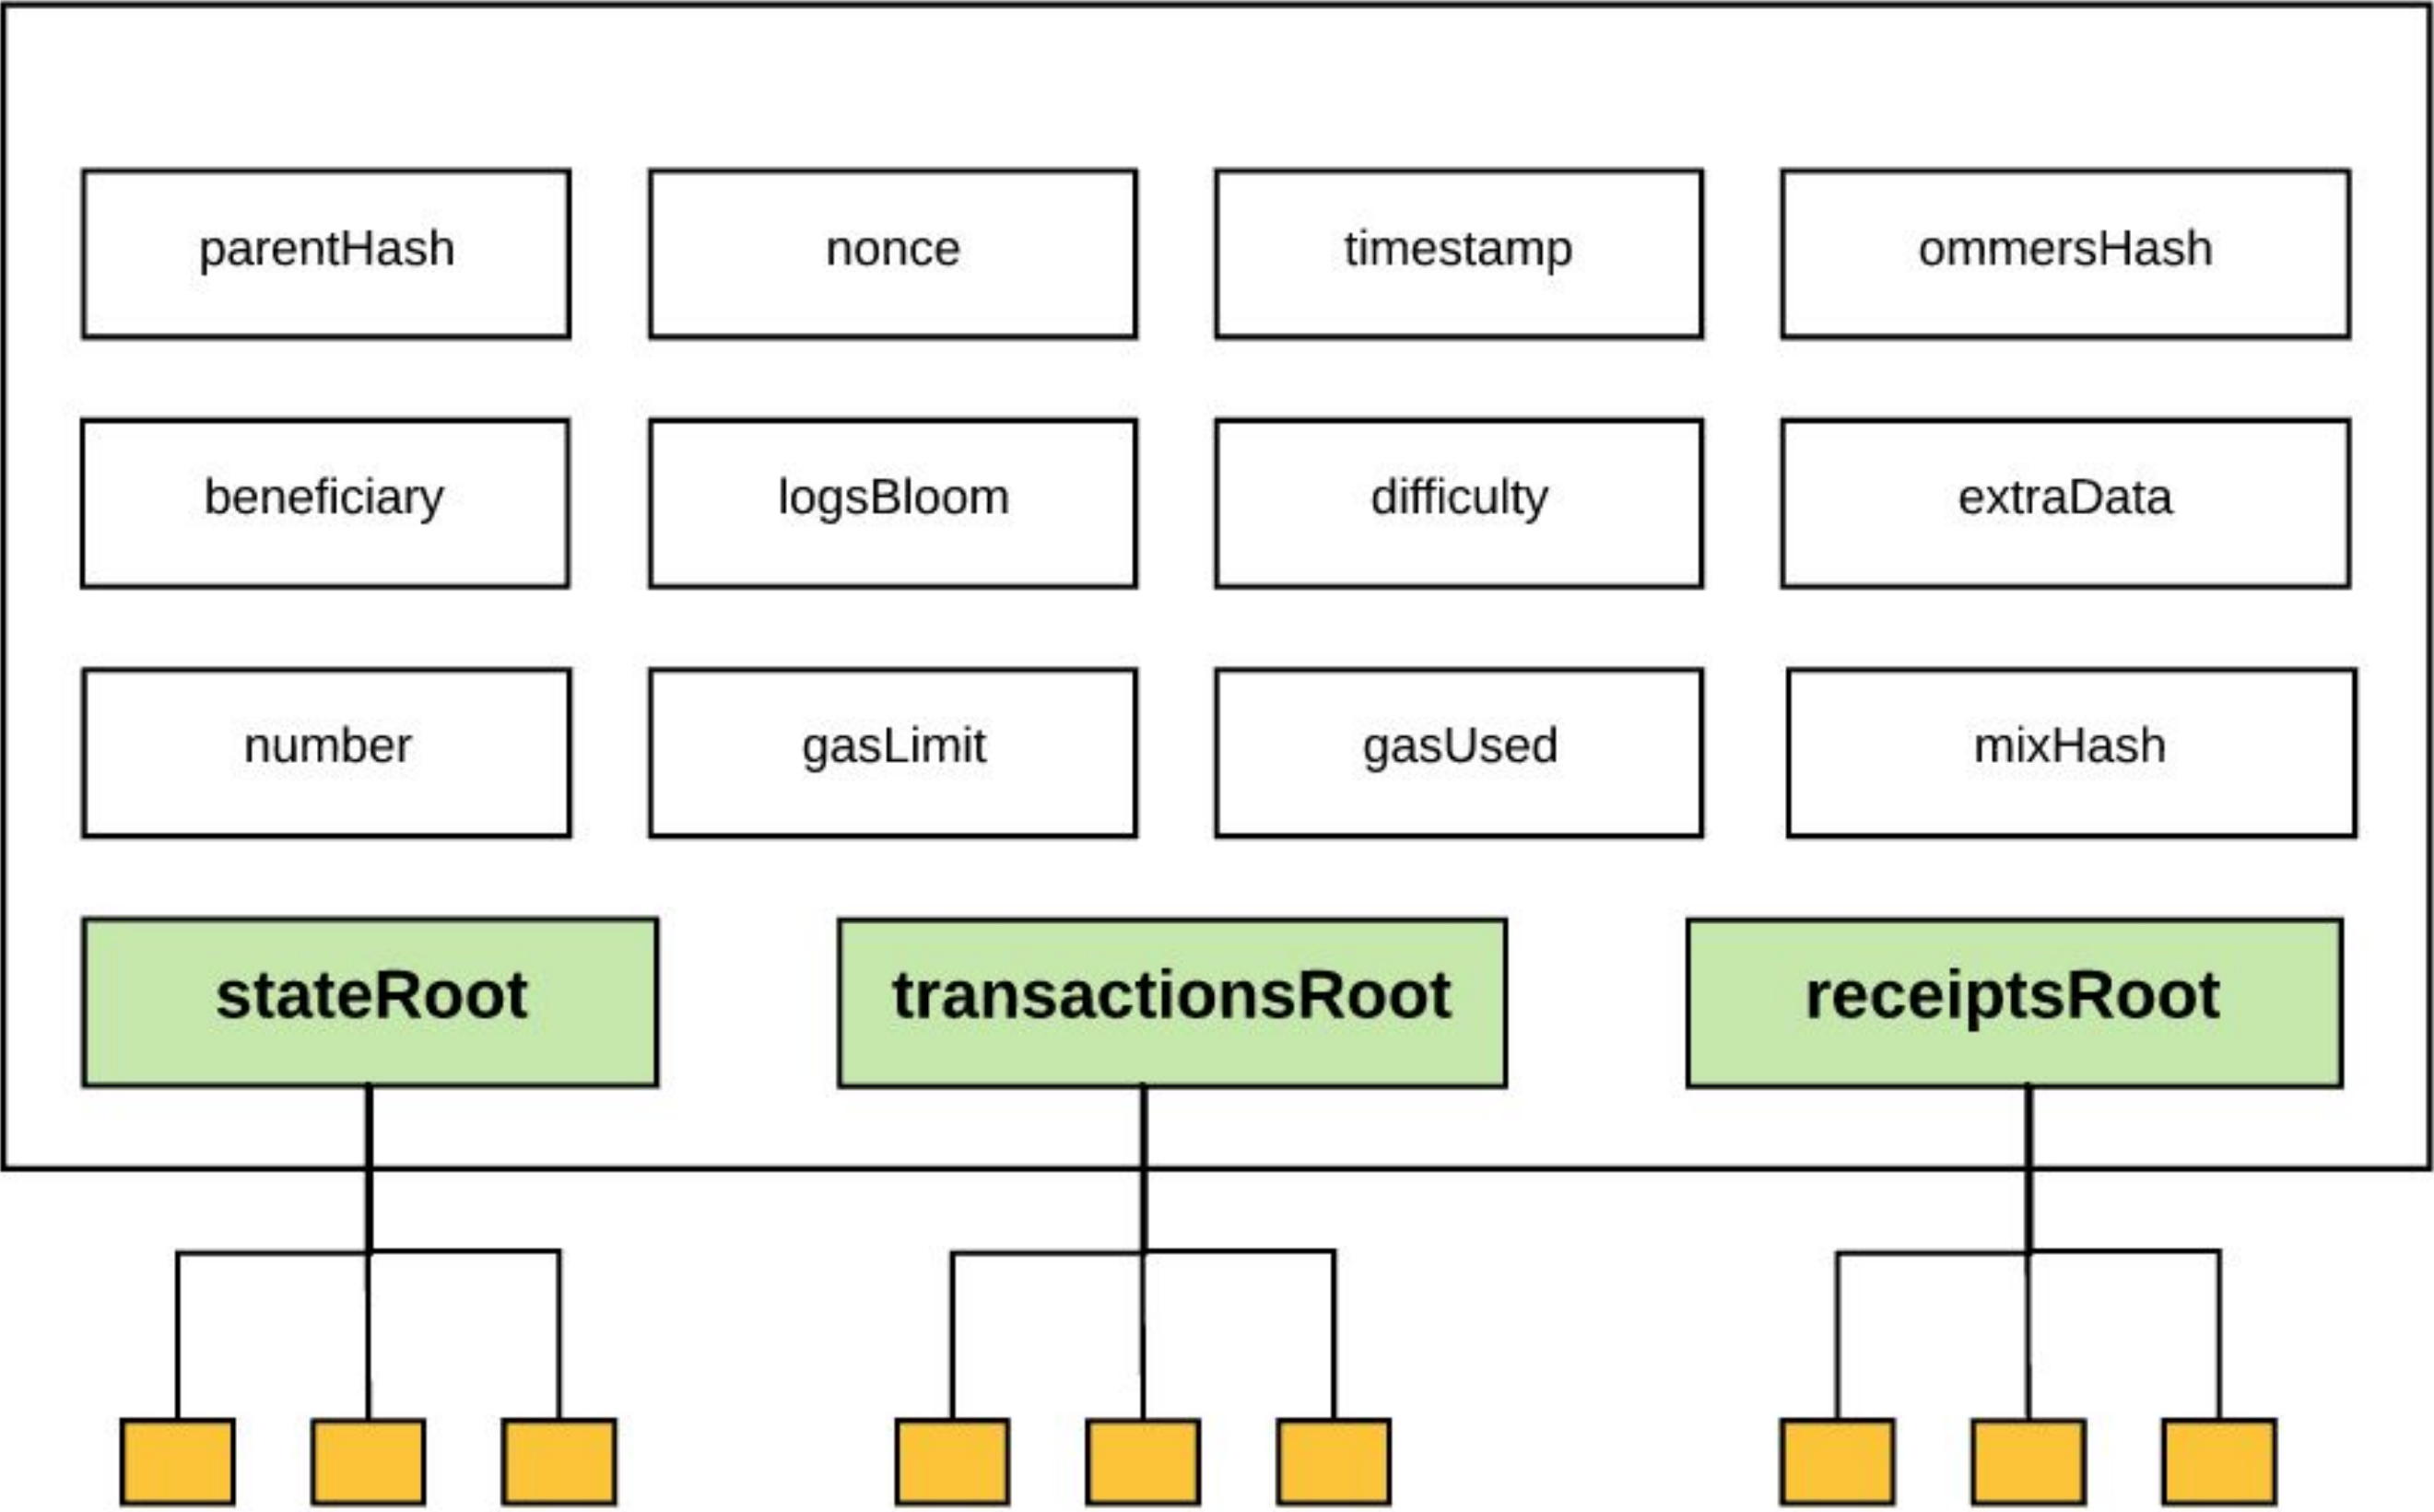 parentHash
nonce
timestamp
ommersHash
beneficiary
logsBloom
difficulty
extraData
number
gasLimit
gasUsed
mixHash
stateRoot
transactionsRoot
receiptsRoot